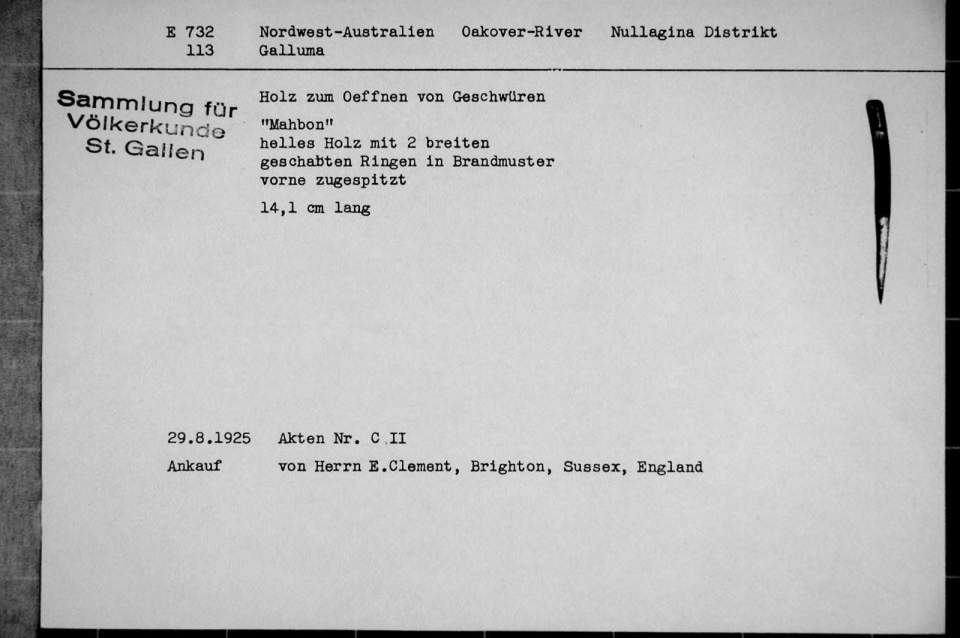 E 732 Nordwest-Australien Oakover-River Nullagina Distrikt
113 Galluma
Sammlung für
Völkerkunde
St. Gallen
Holz zum Oeffnen von Geschwüren
"Mahbon"
helles Holz mit 2 breiten
geschabten Ringen in Brandmuster
vorne zugespitzt
14,1 cm lang
29.8.1925 Akten Nr. C II
Ankauf von Herrn E.Clement, Brighton, Sussex, England